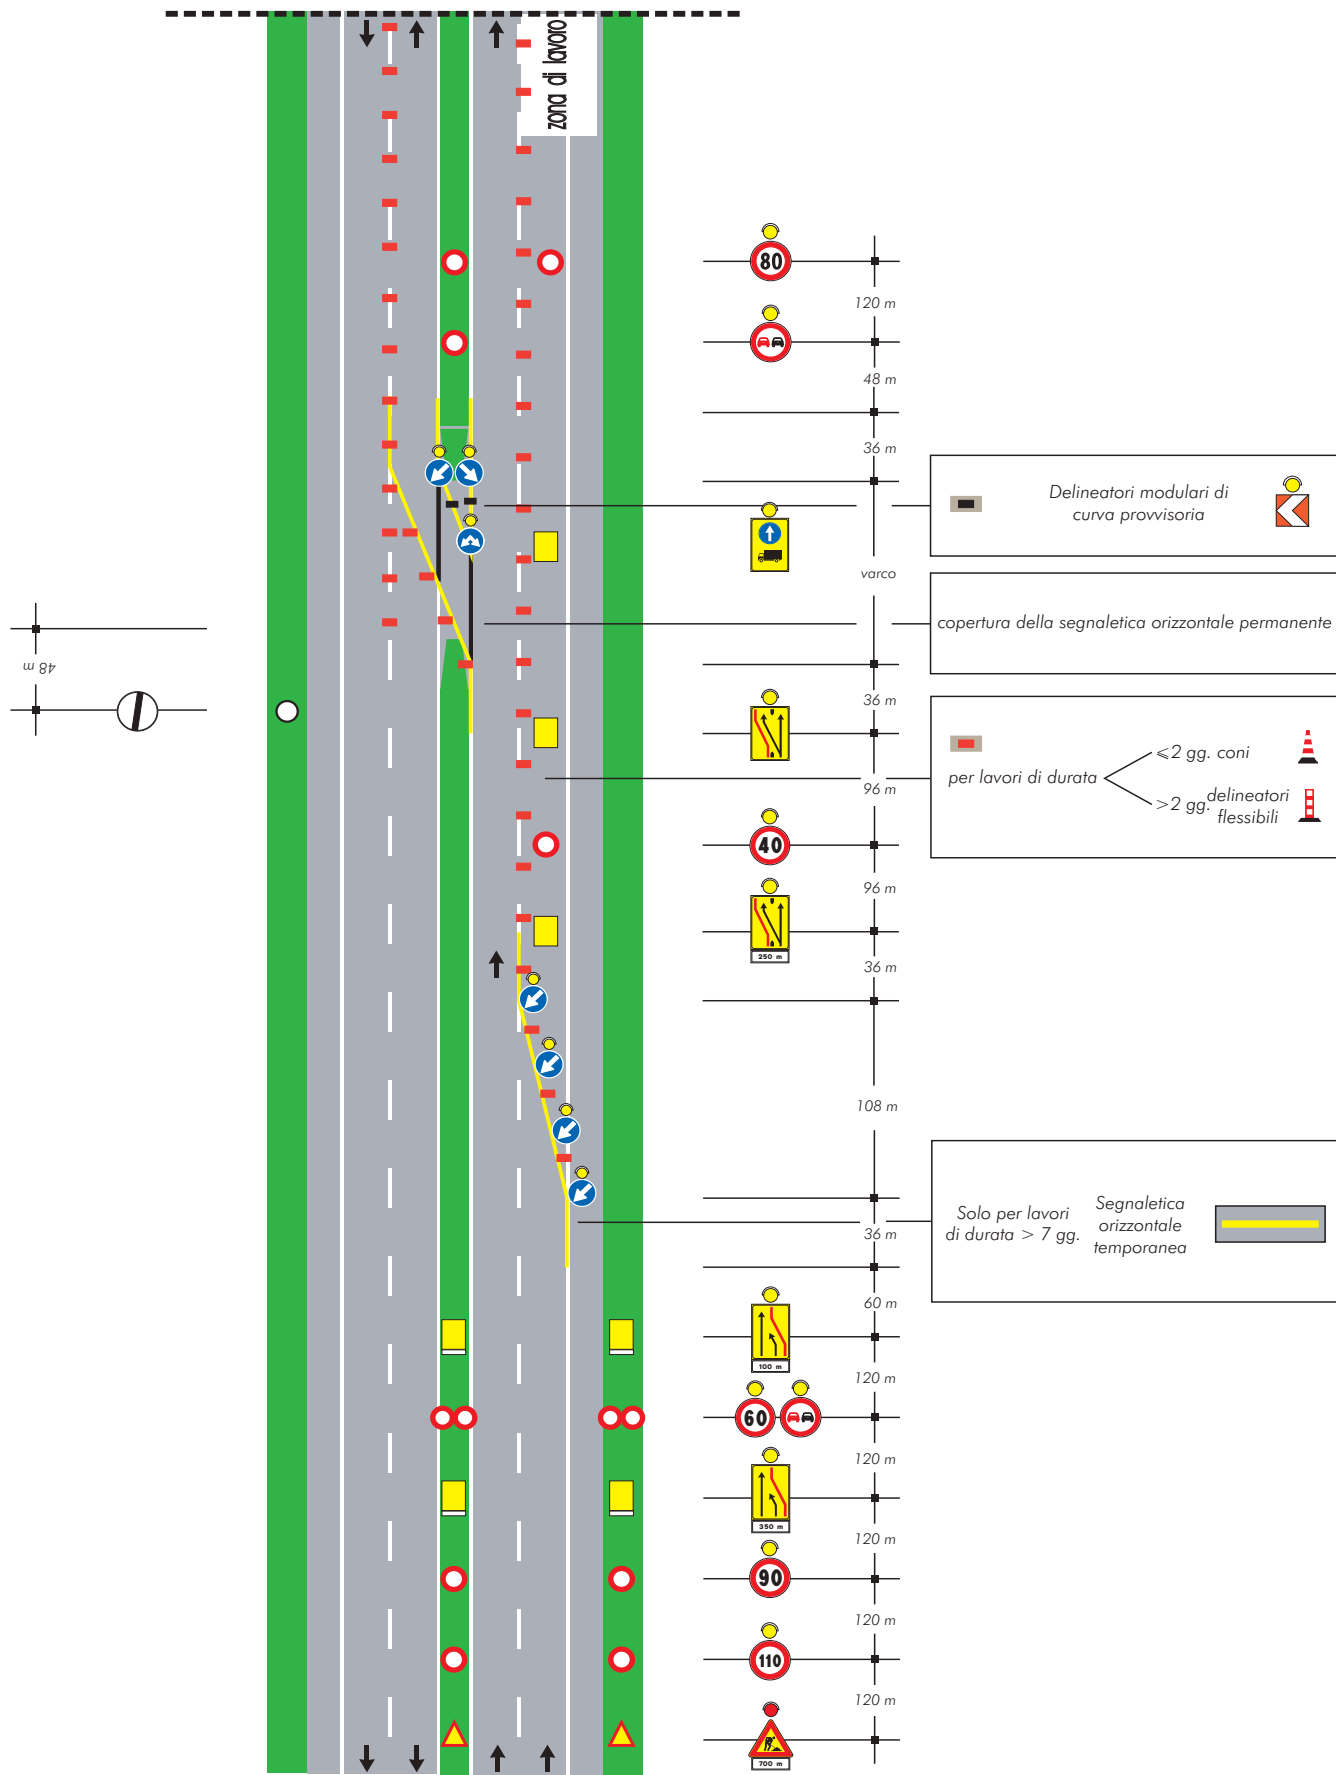 zona di lavoro
80
120 m
48 m
36 m
Delineatori modulari di
curva provvisoria
varco
copertura della segnaletica orizzontale permanente
48 m
36 m
per lavori di durata
⩽2 gg. coni
>2 gg. delineatori
flessibili
96 m
40
96 m
250 m
36 m
108 m
Solo per lavori
di durata > 7 gg.
Segnaletica
orizzontale
temporanea
36 m
60 m
100 m
120 m
60
120 m
350 m
120 m
90
120 m
110
120 m
700 m